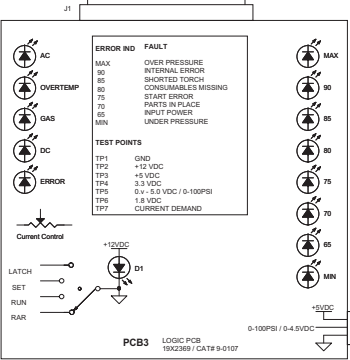 J1
ERROR IND FAULT
MAX OVER PRESSURE
90 INTERNAL ERROR
85 SHORTED TORCH
80 CONSUMABLES MISSING
75 START ERROR
70 PARTS IN PLACE
65 INPUT POWER
MIN UNDER PRESSURE
TEST POINTS
TP1 GND
TP2 +12 VDC
TP3 +5 VDC
TP4 3.3 VDC
TP5 0.v - 5.0 VDC / 0-100PSI
TP6 1.8 VDC
TP7 CURRENT DEMAND
AC
OVERTEMP
GAS
DC
ERROR
MAX
90
85
80
75
70
65
MIN
Current Control
+12VDC
D1
LATCH
SET
RUN
RAR
+5VDC
0-100PSI / 0-4.5VDC
PCB3 LOGIC PCB
19X2369 / CAT# 9-0107